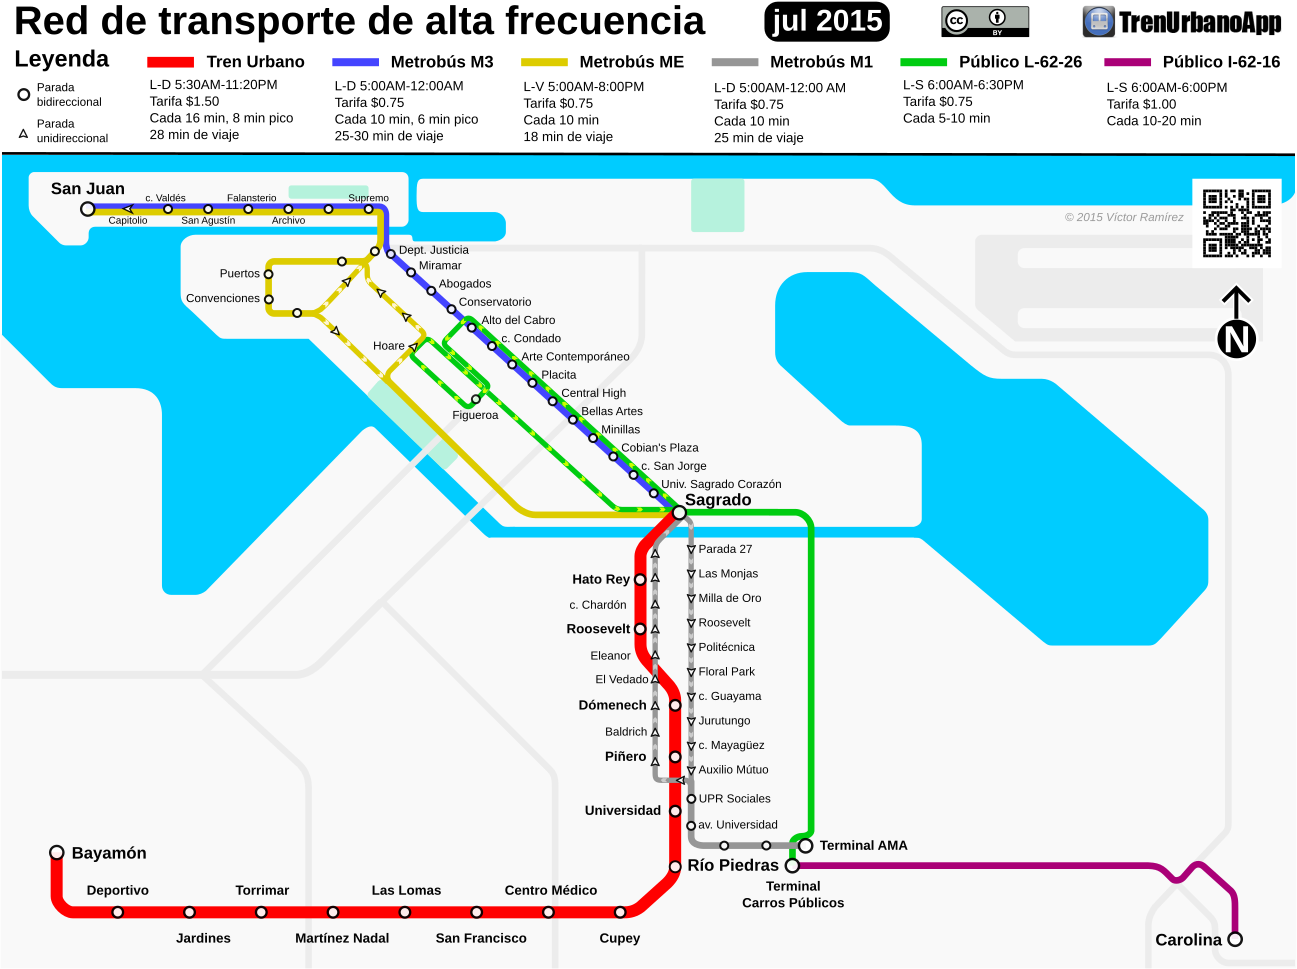 Red de transporte de alta frecuencia
jul 2015
cc
BY
TrenUrbanoApp
Leyenda
Parada
bidireccional
Parada
unidireccional
Tren Urbano
L-D 5:30AM-11:20PM
Tarifa $1.50
Cada 16 min, 8 min pico
28 min de viaje
Metrobús M3
L-D 5:00AM-12:00AM
Tarifa $0.75
Cada 10 min, 6 min pico
25-30 min de viaje
Metrobús ME
L-V 5:00AM-8:00PM
Tarifa $0.75
Cada 10 min
18 min de viaje
Metrobús M1
L-D 5:00AM-12:00 AM
Tarifa $0.75
Cada 10 min
25 min de viaje
Público L-62-26
L-S 6:00AM-6:30PM
Tarifa $0.75
Cada 5-10 min
Público I-62-16
L-S 6:00AM-6:00PM
Tarifa $1.00
Cada 10-20 min
San Juan
c. Valdés
Falansterio
Supremo
Capitolio
San Agustín
Archivo
© 2015 Víctor Ramírez
N
Dept. Justicia
Miramar
Abogados
Conservatorio
Alto del Cabro
c. Condado
Arte Contemporáneo
Placita
Central High
Bellas Artes
Minillas
Cobian's Plaza
c. San Jorge
Univ. Sagrado Corazón
Sagrado
Puertos
Convenciones
Hoare
Figueroa
Parada 27
Las Monjas
Milla de Oro
Roosevelt
Politécnica
Floral Park
c. Guayama
Jurutungo
c. Mayagüez
Auxilio Mútuo
UPR Sociales
av. Universidad
Hato Rey
c. Chardón
Roosevelt
Eleanor
El Vedado
Dómenech
Baldrich
Piñero
Universidad
Terminal AMA
Río Piedras
Terminal
Carros Públicos
Bayamón
Deportivo
Torrimar
Las Lomas
Centro Médico
Jardines
Martínez Nadal
San Francisco
Cupey
Carolina